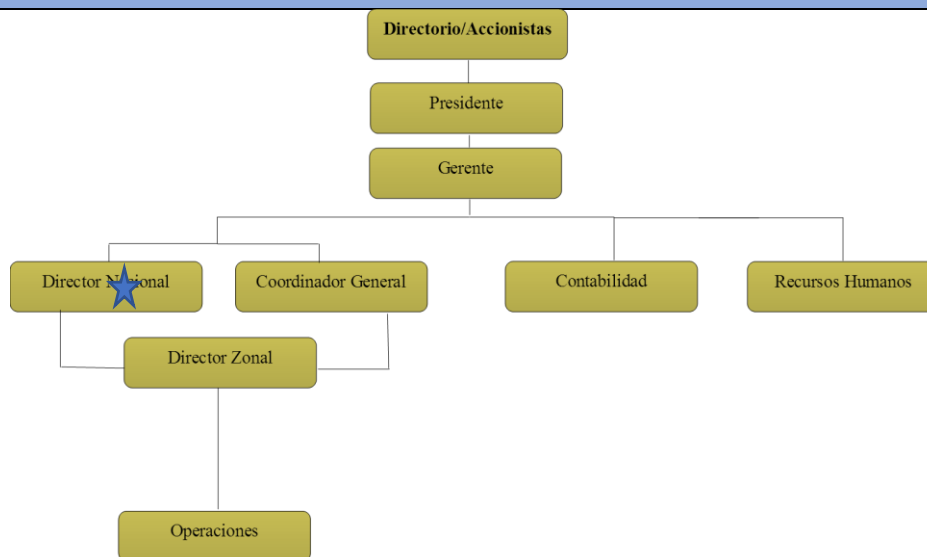 Directorio/Accionistas
Presidente
Gerente
Director
Coordinador General
Contabilidad
Recursos Humanos
Director Zonal
Operaciones